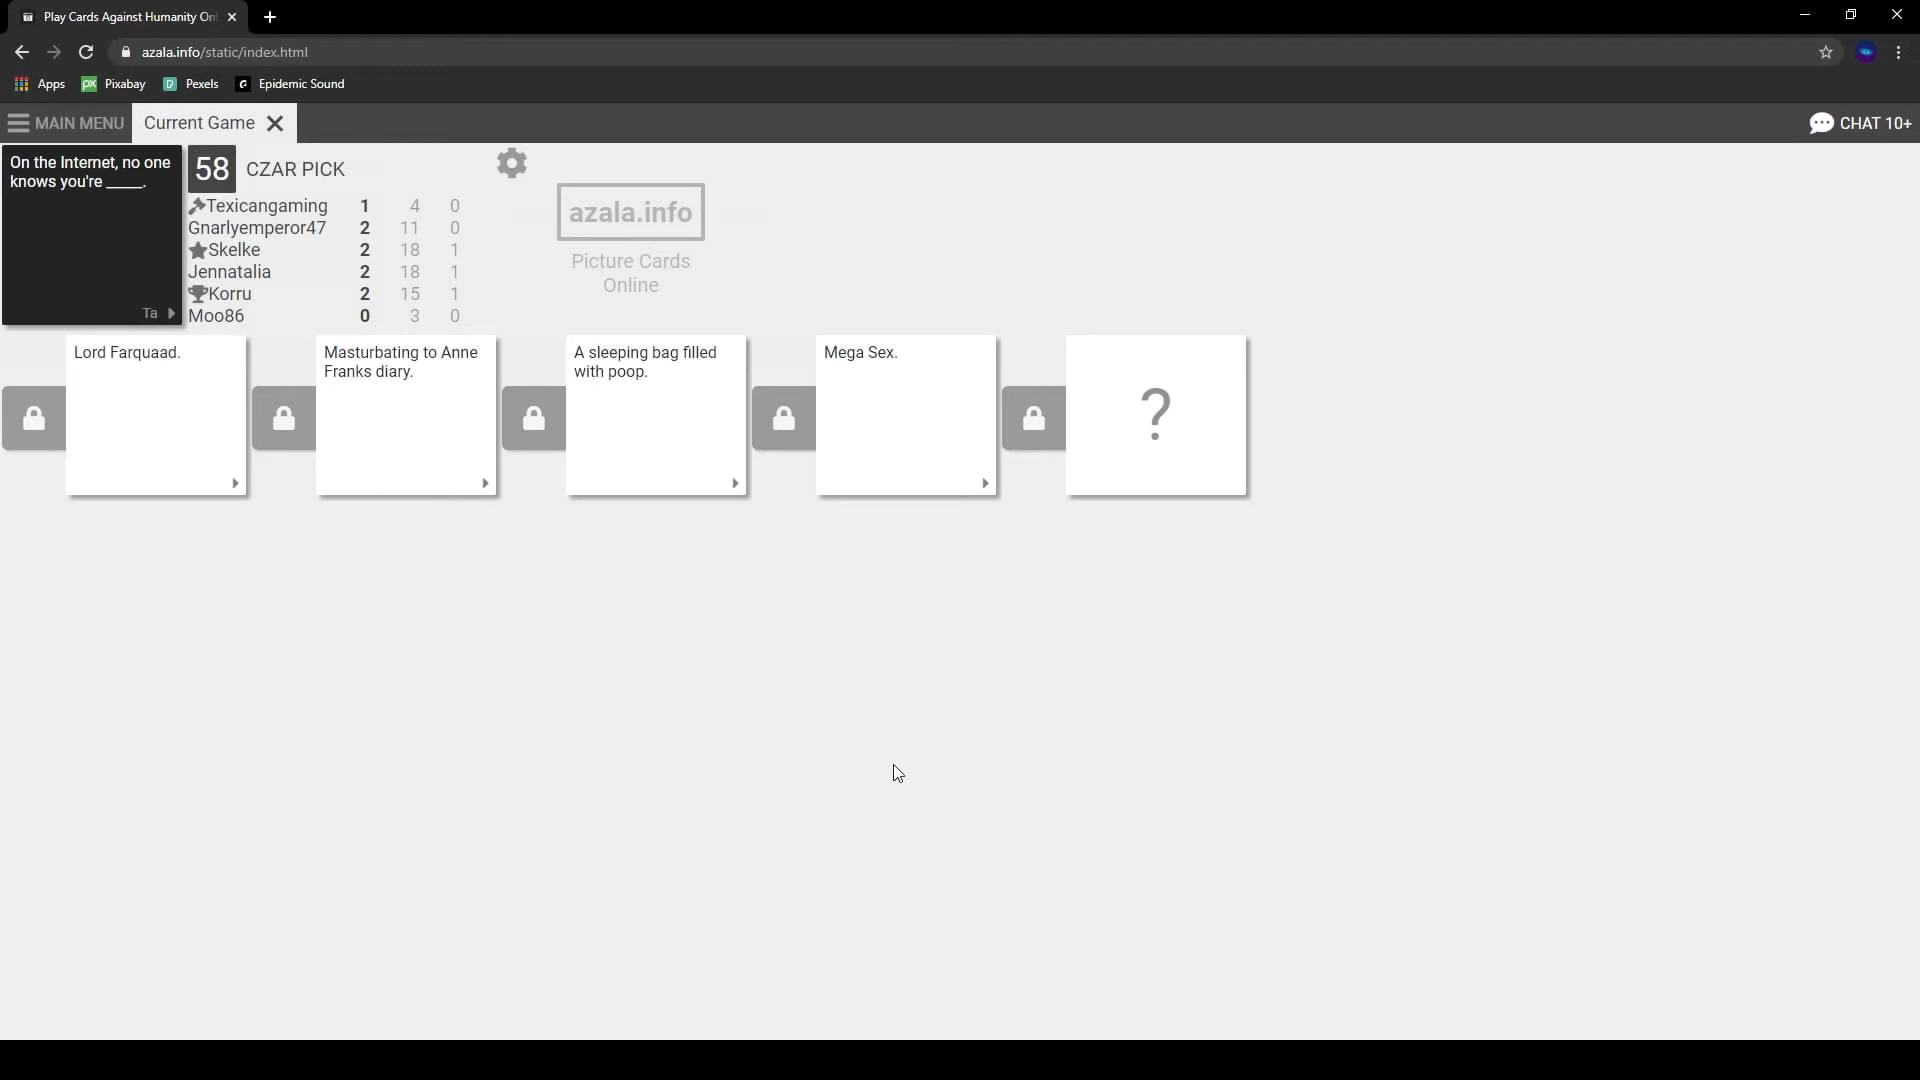 Play Cards Against Humanity Onl
azala.info/static/index.html
Apps
Pixabay
Pexels
Epidemic Sound
MAIN MENU
Current Game
CHAT 10+
On the Internet, no one
knows you're _____.
Ta
58
CZAR PICK
Texicangaming 1 4 0
Gnarlyemperor47 2 11 0
Skelke 2 18 1
Jennatalia 2 18 1
Korru 2 15 1
Moo86 0 3 0
azala.info
Picture Cards
Online
Lord Farquaad.
Masturbating to Anne
Franks diary.
A sleeping bag filled
with poop.
Mega Sex.
?